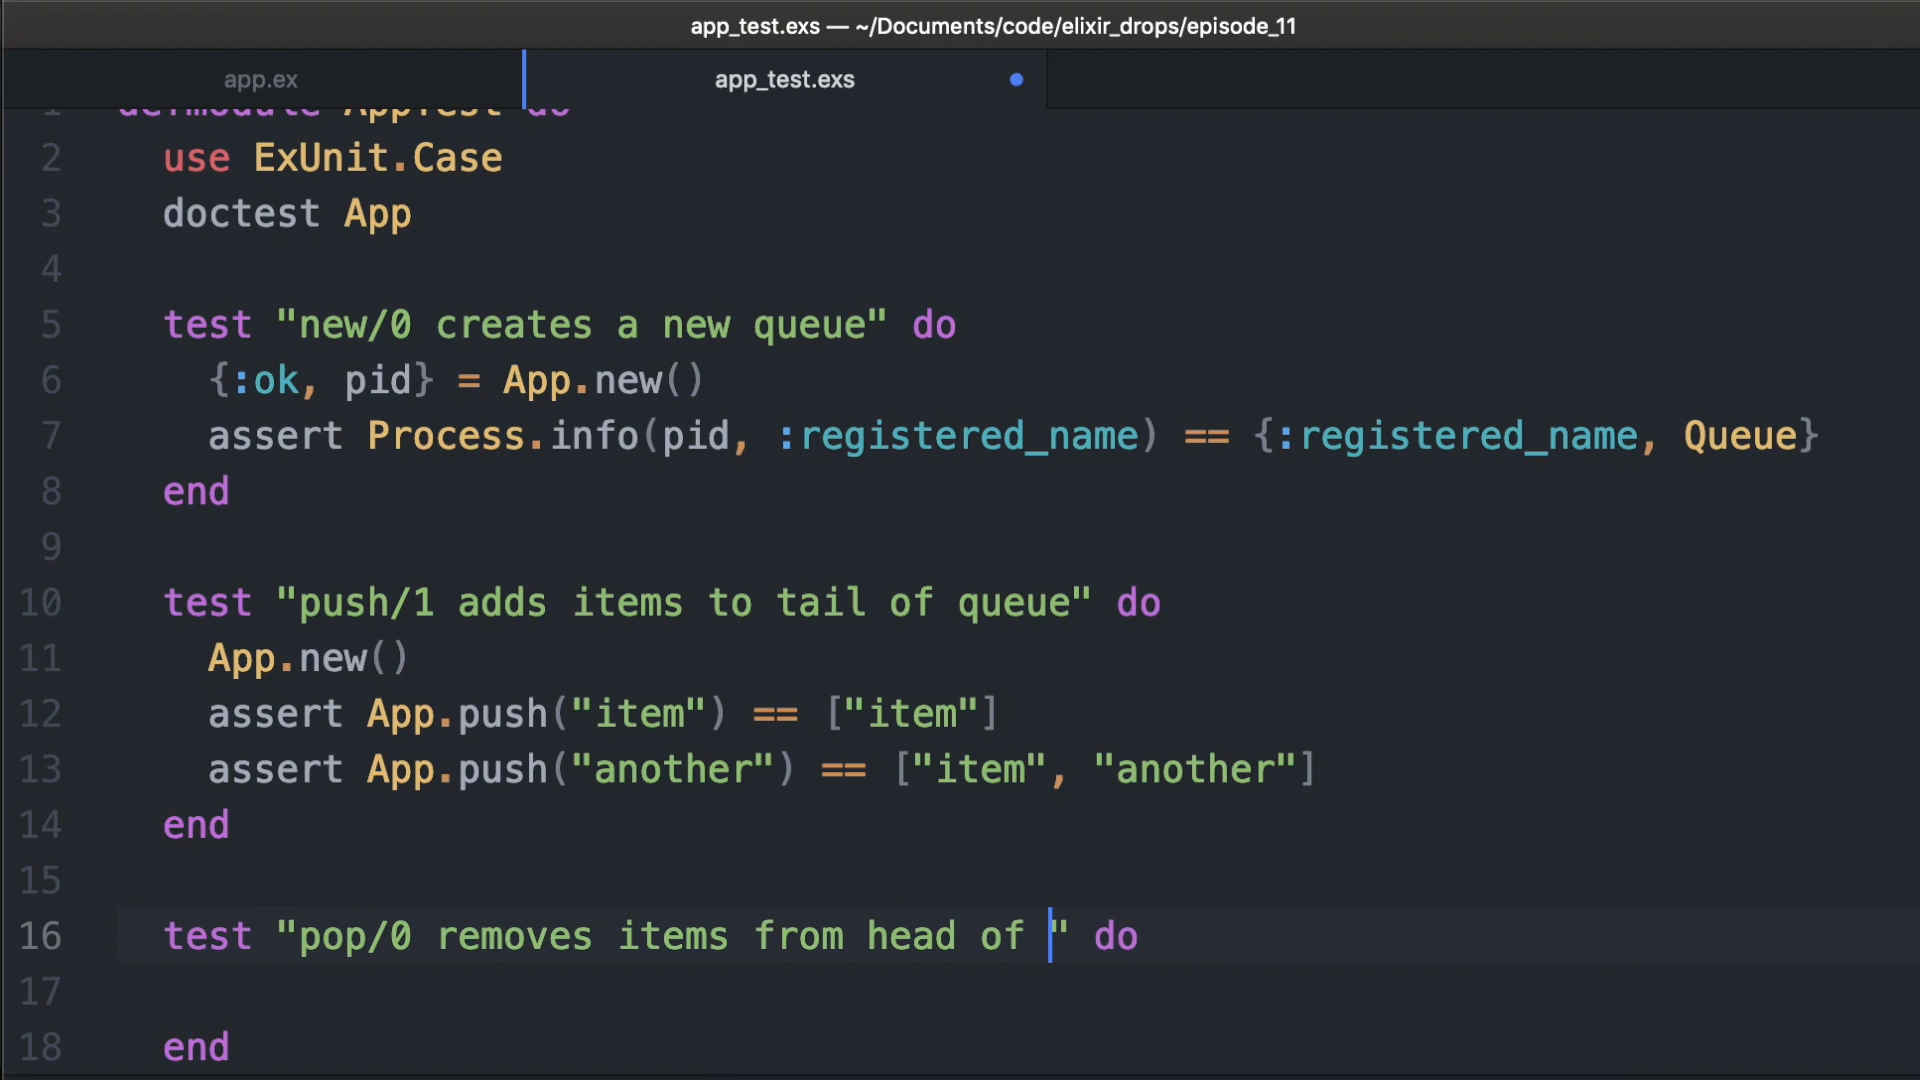 app_test.exs — ~/Documents/code/elixir_drops/episode_11
app.ex
app_test.exs
1 defmodule AppTest do
2 use ExUnit.Case
3 doctest App
4
5 test "new/0 creates a new queue" do
6 {:ok, pid} = App.new()
7 assert Process.info(pid, :registered_name) == {:registered_name, Queue}
8 end
9
10 test "push/1 adds items to tail of queue" do
11 App.new()
12 assert App.push("item") == ["item"]
13 assert App.push("another") == ["item", "another"]
14 end
15
16 test "pop/0 removes items from head of " do
17
18 end